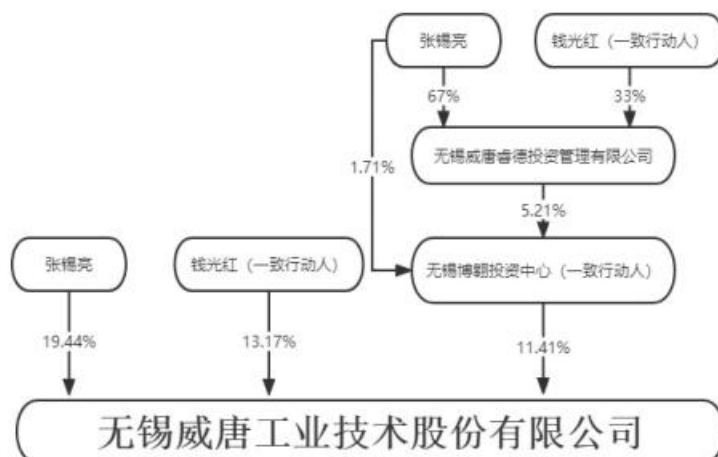 张锡亮
钱光红（一致行动人）
67%
33%
无锡威唐睿德投资管理有限公司
1.71%
5.21%
张锡亮
钱光红（一致行动人）
无锡博翱投资中心（一致行动人）
19.44%
13.17%
11.41%
无锡威唐工业技术股份有限公司